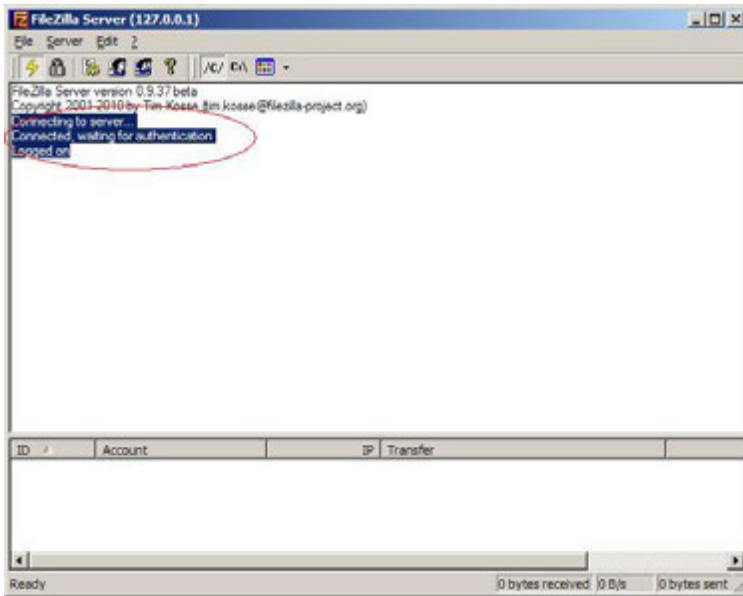 FileZilla Server (127.0.0.1)
File Server Edit ?
/C/ C:\
FileZilla Server version 0.9.37 beta
Copyright 2001-2010 by Tim Kosse (tim.kosse@filezilla-project.org)
Connecting to server...
Connected, waiting for authentication
Logged on
ID Account IP Transfer
Ready 0 bytes received 0 B/s 0 bytes sent